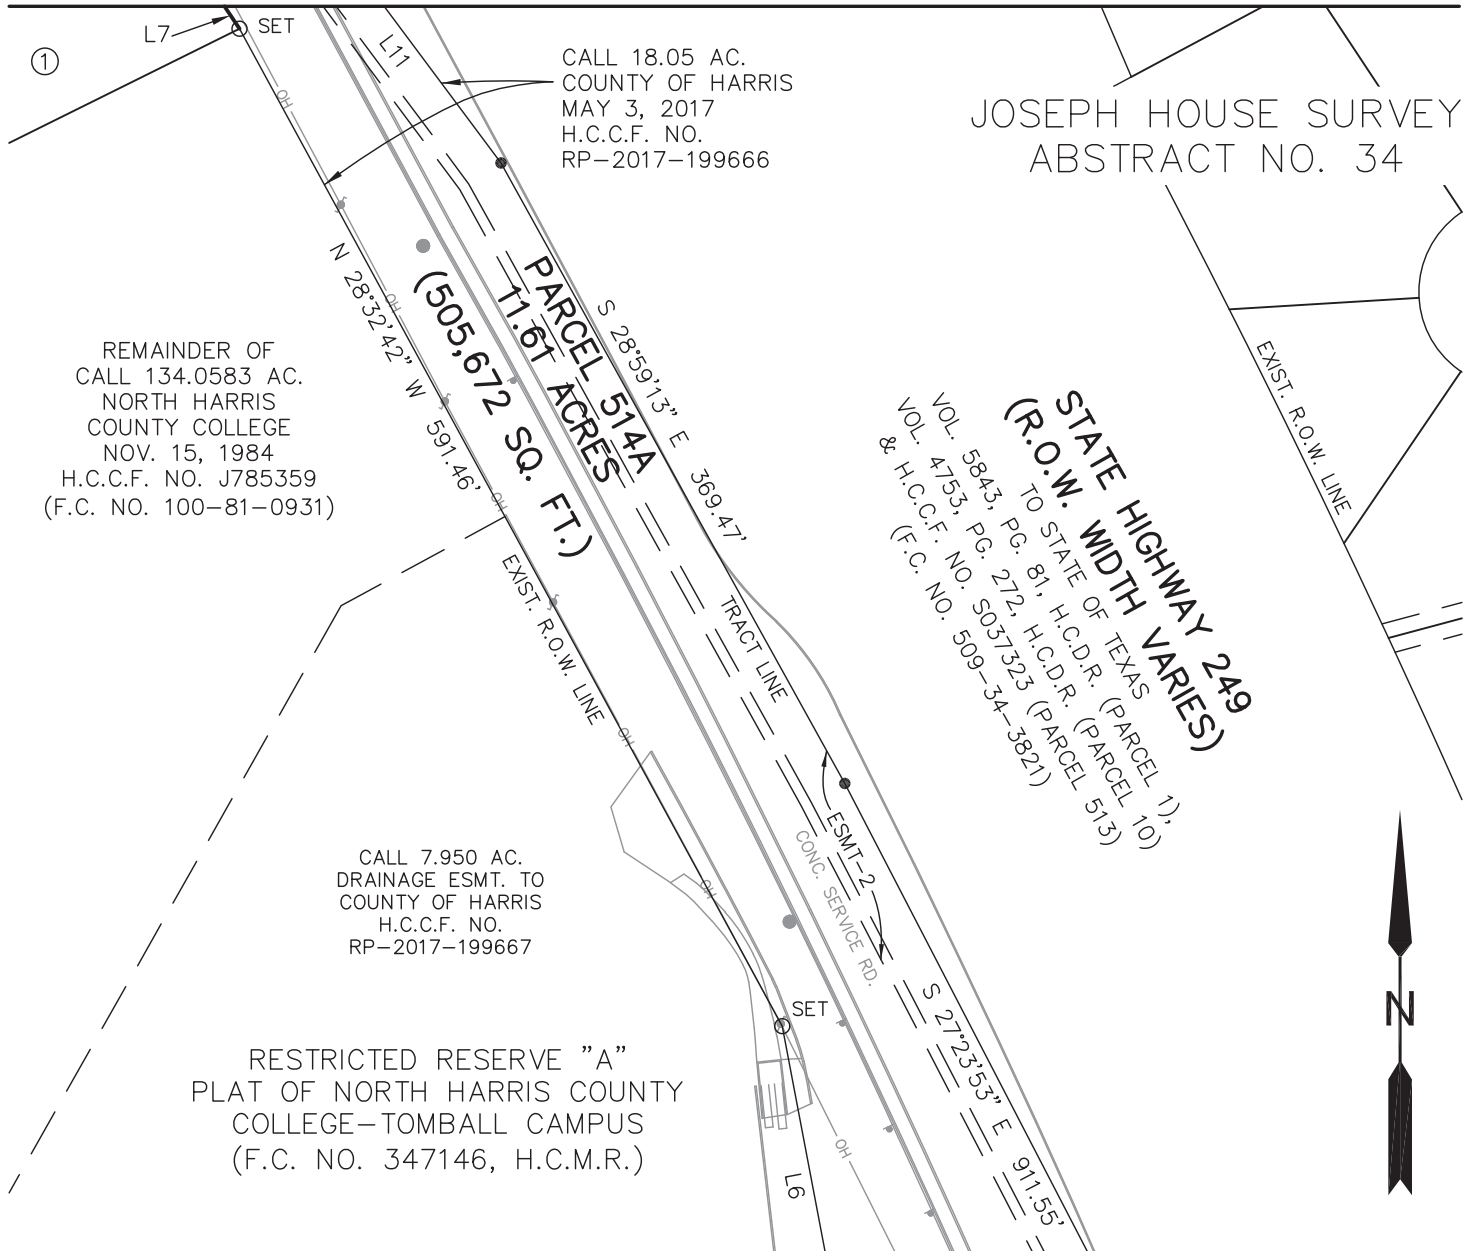 L7
SET
1
OH
L11
CALL 18.05 AC.
COUNTY OF HARRIS
MAY 3, 2017
H.C.C.F. NO.
RP-2017-199666
JOSEPH HOUSE SURVEY
ABSTRACT NO. 34
N 28°32'42" W 591.46'
OH
PARCEL 514A
11.61 ACRES
(505,672 SQ. FT.)
S 28°59'13" E 369.47'
REMAINDER OF
CALL 134.0583 AC.
NORTH HARRIS
COUNTY COLLEGE
NOV. 15, 1984
H.C.C.F. NO. J785359
(F.C. NO. 100-81-0931)
OH
EXIST. R.O.W. LINE
EXIST. R.O.W. LINE
STATE HIGHWAY 249
(R.O.W. WIDTH VARIES)
TO STATE OF TEXAS
VOL. 5843, PG. 81, H.C.D.R. (PARCEL 1),
VOL. 4753, PG. 272, H.C.D.R. (PARCEL 10)
& H.C.C.F. NO. S037323 (PARCEL 513)
(F.C. NO. 509-34-3821)
TRACT LINE
OH
ESMT-2
CONC. SERVICE RD.
CALL 7.950 AC.
DRAINAGE ESMT. TO
COUNTY OF HARRIS
H.C.C.F. NO.
RP-2017-199667
OH
SET
S 27°23'53" E 911.55'
N
RESTRICTED RESERVE "A"
PLAT OF NORTH HARRIS COUNTY
COLLEGE-TOMBALL CAMPUS
(F.C. NO. 347146, H.C.M.R.)
OH
L6